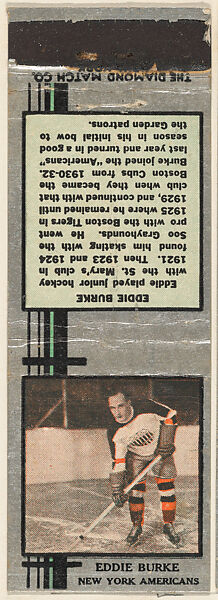 EDDIE BURKE
Eddie played junior hockey
with the St. Mary's club in
1921. Then 1923 and 1924
found him skating with the
Soo Greyhounds. He went
pro with the Boston Tigers in
1925 where he remained until
1929, and continued with that
club when they became the
Boston Cubs from 1930-32.
Burke joined the "Americans"
last year and turned in a good
season in his initial bow to
the Garden patrons.
THE DIAMOND MATCH CO.
EDDIE BURKE
NEW YORK AMERICANS